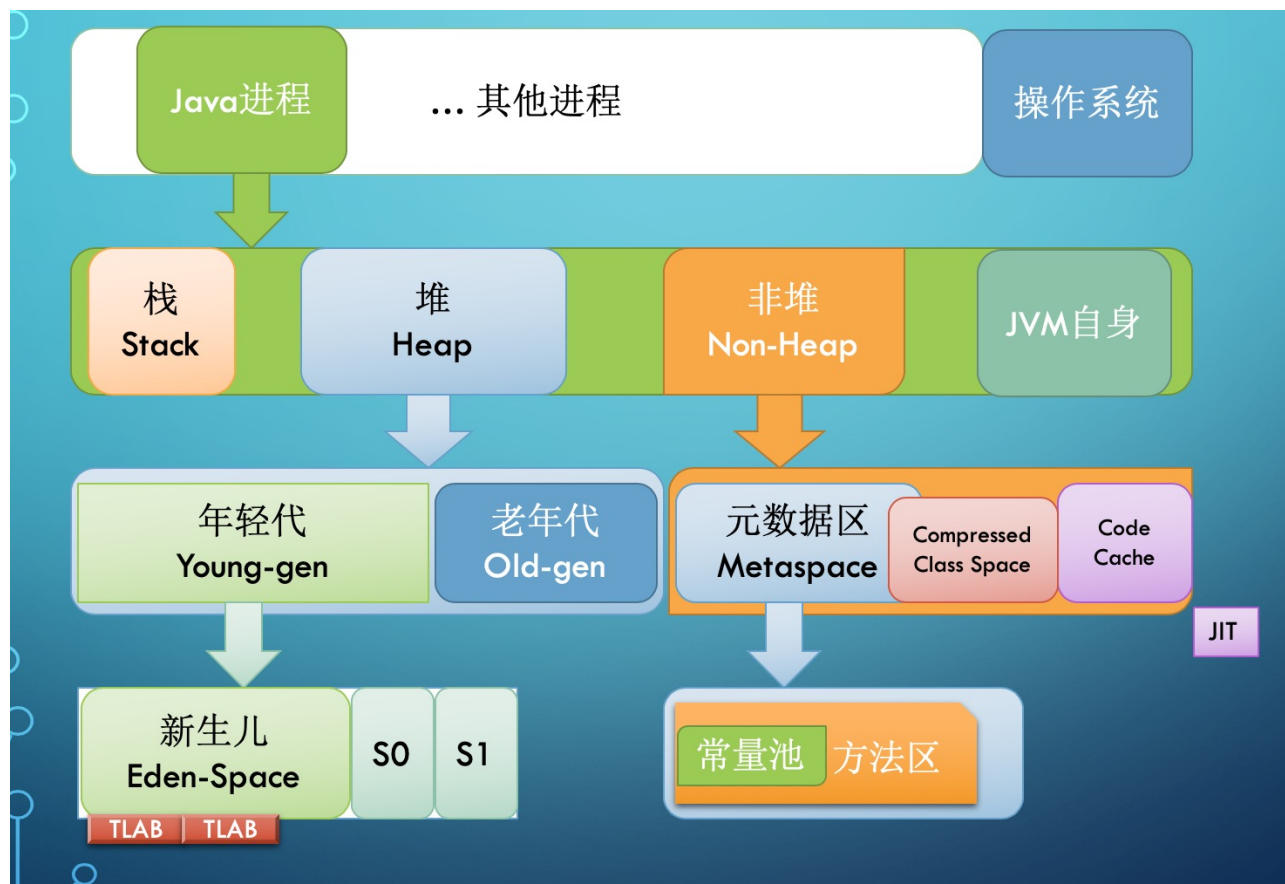 Java进程
... 其他进程
操作系统
栈
Stack
堆
Heap
非堆
Non-Heap
JVM自身
年轻代
Young-gen
老年代
Old-gen
元数据区
Metaspace
Compressed
Class Space
Code
Cache
JIT
新生儿
Eden-Space
S0
S1
TLAB
TLAB
常量池
方法区